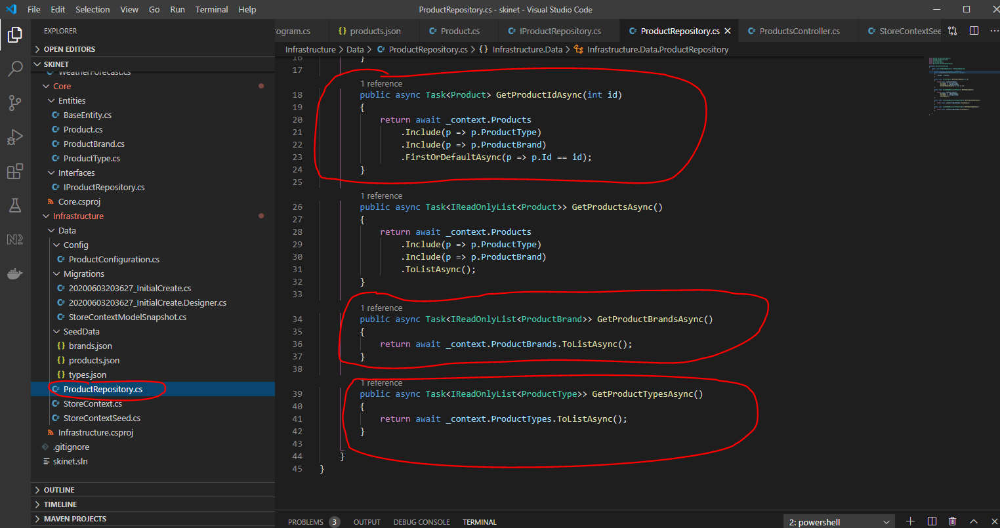 File Edit Selection View Go Run Terminal Help
ProductRepository.cs - skinet - Visual Studio Code
EXPLORER
OPEN EDITORS
SKINET
WeatherForecast.cs
Core
Entities
BaseEntity.cs
Product.cs
ProductBrand.cs
ProductType.cs
Interfaces
IProductRepository.cs
Core.csproj
Infrastructure
Data
Config
ProductConfiguration.cs
Migrations
20200603203627_InitialCreate.cs
20200603203627_InitialCreate.Designer.cs
StoreContextModelSnapshot.cs
SeedData
{} brands.json
{} products.json
{} types.json
ProductRepository.cs
StoreContext.cs
StoreContextSeed.cs
Infrastructure.csproj
.gitignore
skinet.sln
OUTLINE
TIMELINE
MAVEN PROJECTS
rogram.cs {} products.json Product.cs IProductRepository.cs ProductRepository.cs ProductsController.cs StoreContextSee
Infrastructure > Data > ProductRepository.cs > {} Infrastructure.Data > Infrastructure.Data.ProductRepository
16 }
17
1 reference
18 public async Task<Product> GetProductIdAsync(int id)
19 {
20 return await _context.Products
21 .Include(p => p.ProductType)
22 .Include(p => p.ProductBrand)
23 .FirstOrDefaultAsync(p => p.Id == id);
24 }
25
1 reference
26 public async Task<IReadOnlyList<Product>> GetProductsAsync()
27 {
28 return await _context.Products
29 .Include(p => p.ProductType)
30 .Include(p => p.ProductBrand)
31 .ToListAsync();
32 }
33
1 reference
34 public async Task<IReadOnlyList<ProductBrand>> GetProductBrandsAsync()
35 {
36 return await _context.ProductBrands.ToListAsync();
37 }
38
1 reference
39 public async Task<IReadOnlyList<ProductType>> GetProductTypesAsync()
40 {
41 return await _context.ProductTypes.ToListAsync();
42 }
43
44 }
45 }
PROBLEMS 3 OUTPUT DEBUG CONSOLE TERMINAL 2: powershell